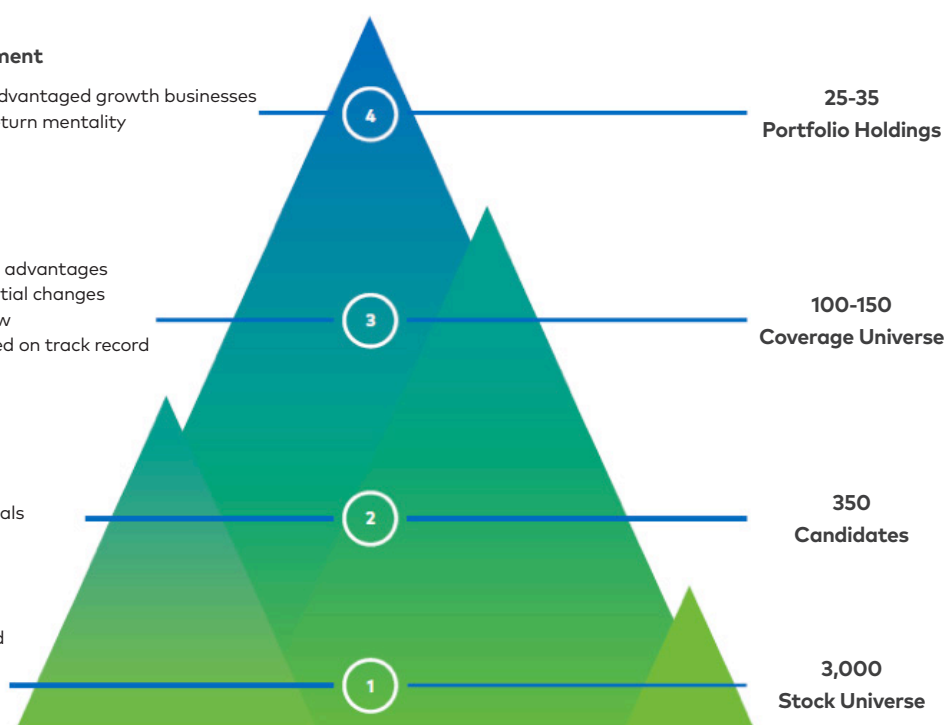 ment
dvantaged growth businesses
turn mentality
4
25-35
Portfolio Holdings
advantages
tial changes
w
ed on track record
3
100-150
Coverage Universe
als
2
350
Candidates
d
1
3,000
Stock Universe